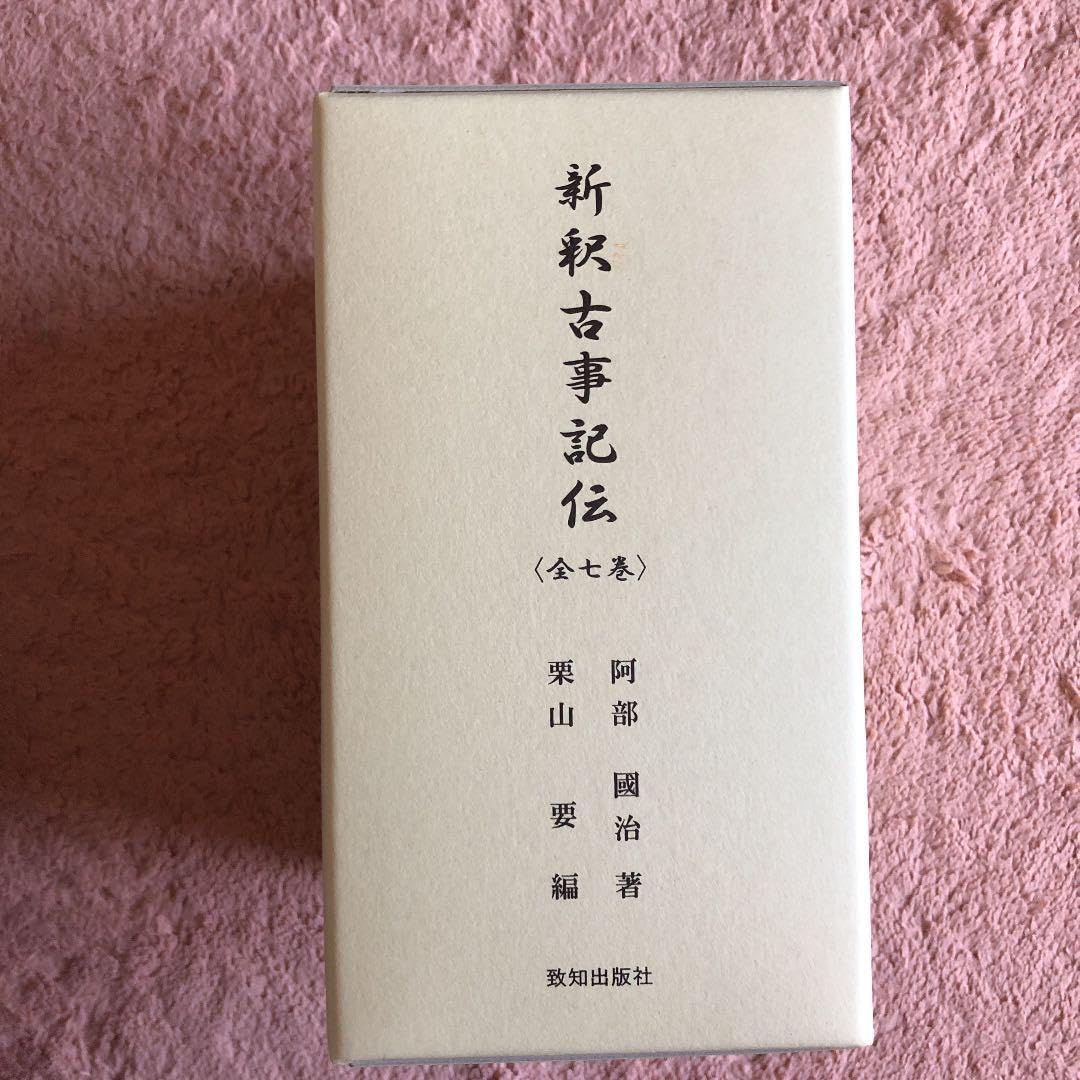 新釈古事記伝
〈全七巻〉
阿部 國治 著
栗山 要 編
致知出版社